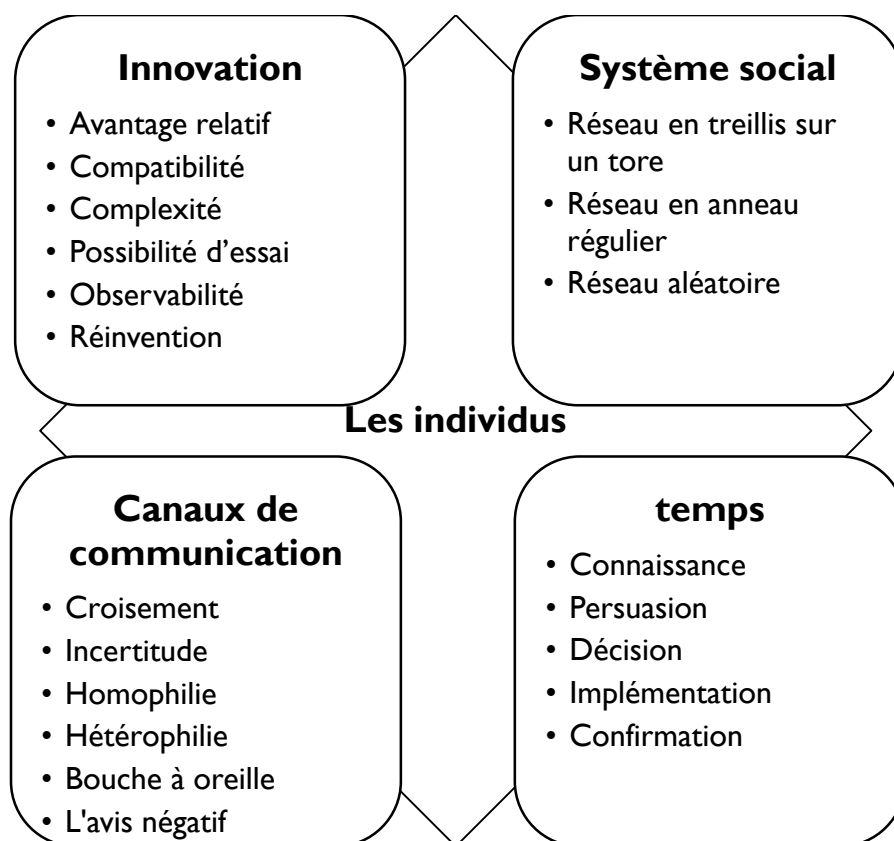 Innovation
• Avantage relatif
• Compatibilité
• Complexité
• Possibilité d’essai
• Observabilité
• Réinvention
Système social
• Réseau en treillis sur
un tore
• Réseau en anneau
régulier
• Réseau aléatoire
Les individus
Canaux de
communication
• Croisement
• Incertitude
• Homophilie
• Hétérophilie
• Bouche à oreille
• L'avis négatif
temps
• Connaissance
• Persuasion
• Décision
• Implémentation
• Confirmation